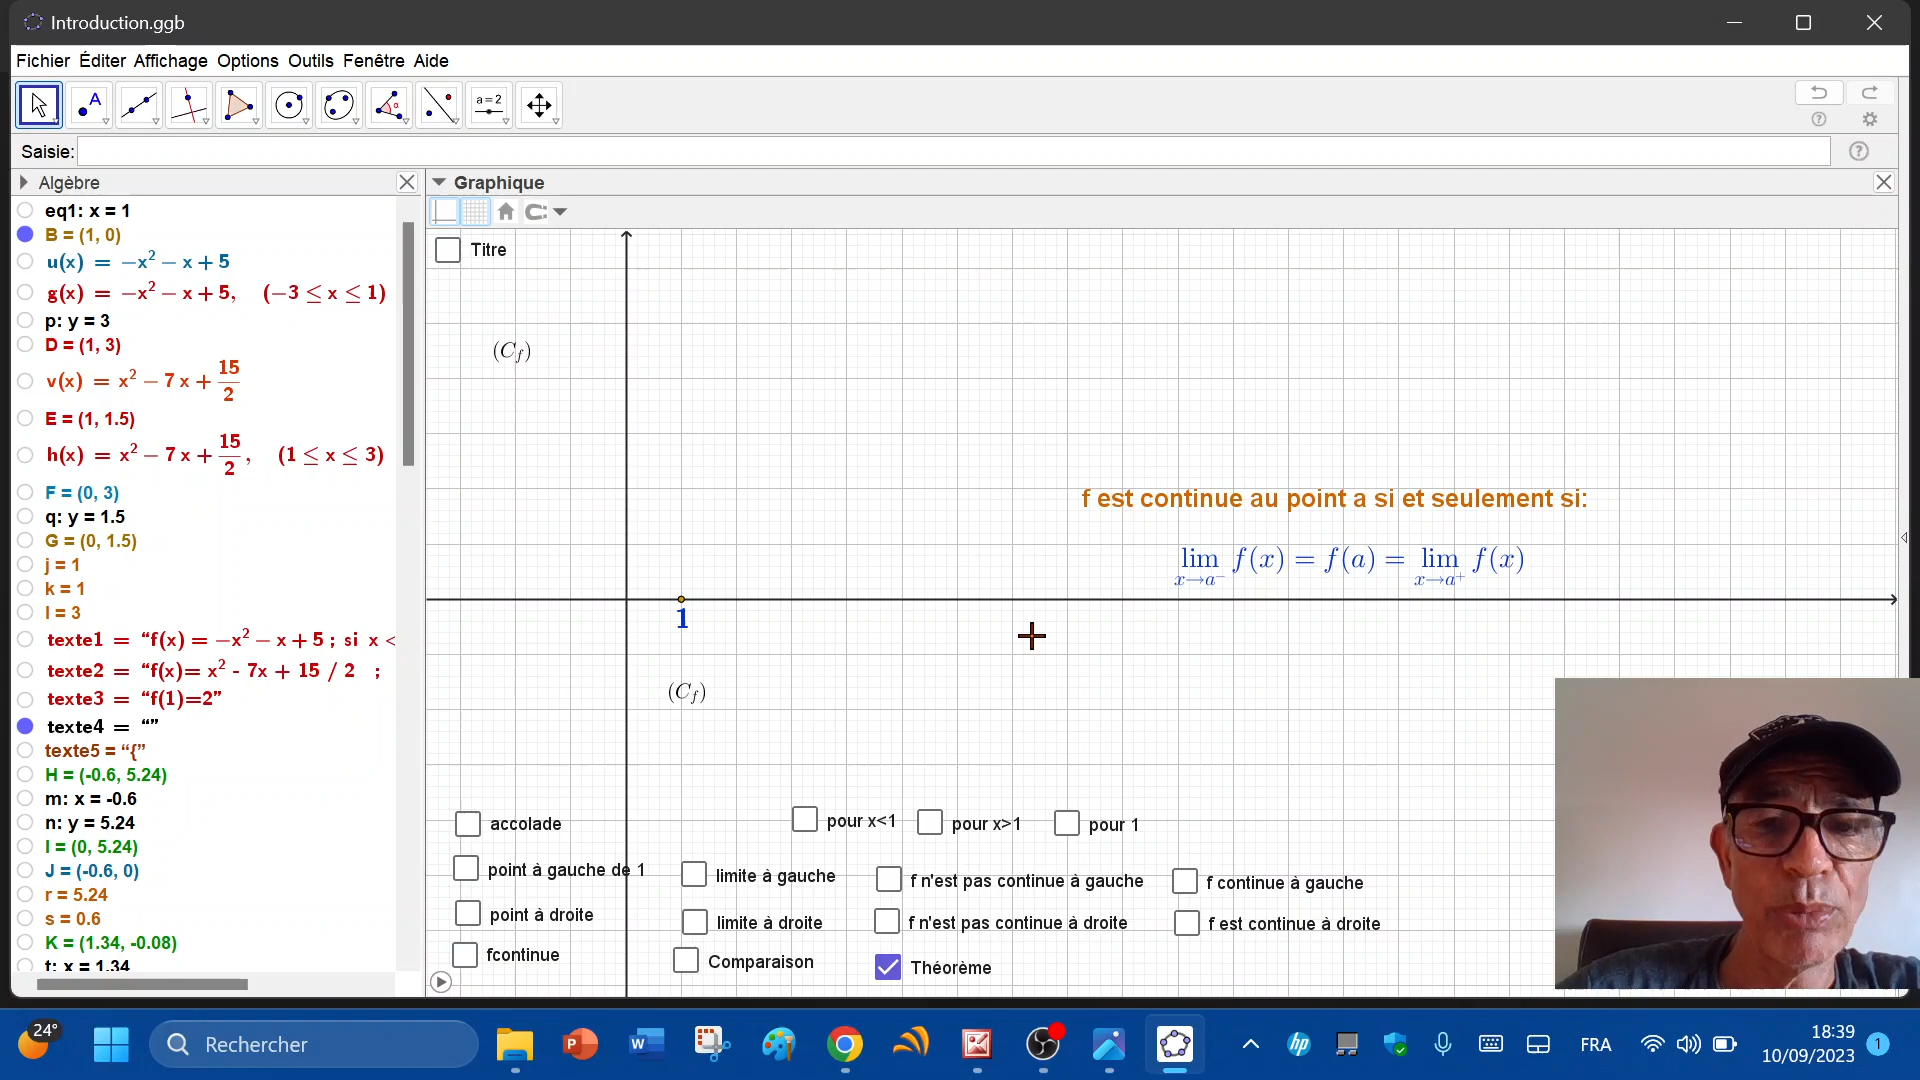 Introduction.ggb
Fichier Éditer Affichage Options Outils Fenêtre Aide
A
α
a=2
Saisie:
Algèbre
Graphique
eq1: x = 1
B = (1, 0)
u(x) = −x² − x + 5
g(x) = −x² − x + 5, (−3 ≤ x ≤ 1)
p: y = 3
D = (1, 3)
v(x) = x² − 7 x + 15/2
E = (1, 1.5)
h(x) = x² − 7 x + 15/2, (1 ≤ x ≤ 3)
F = (0, 3)
q: y = 1.5
G = (0, 1.5)
j = 1
k = 1
l = 3
texte1 = “f(x) = −x² − x + 5 ; si x <
texte2 = “f(x)= x² - 7x + 15 / 2 ;
texte3 = “f(1)=2”
texte4 = “”
texte5 = “{”
H = (-0.6, 5.24)
m: x = -0.6
n: y = 5.24
I = (0, 5.24)
J = (-0.6, 0)
r = 5.24
s = 0.6
K = (1.34, -0.08)
t: x = 1.34
Titre
(C_f)
f est continue au point a si et seulement si:
lim_{x→a⁻} f(x) = f(a) = lim_{x→a⁺} f(x)
1
(C_f)
accolade
pour x<1
pour x>1
pour 1
point à gauche de 1
limite à gauche
f n'est pas continue à gauche
f continue à gauche
point à droite
limite à droite
f n'est pas continue à droite
f est continue à droite
fcontinue
Comparaison
Théorème
24°
Rechercher
P
W
hp
FRA
18:39
10/09/2023
1